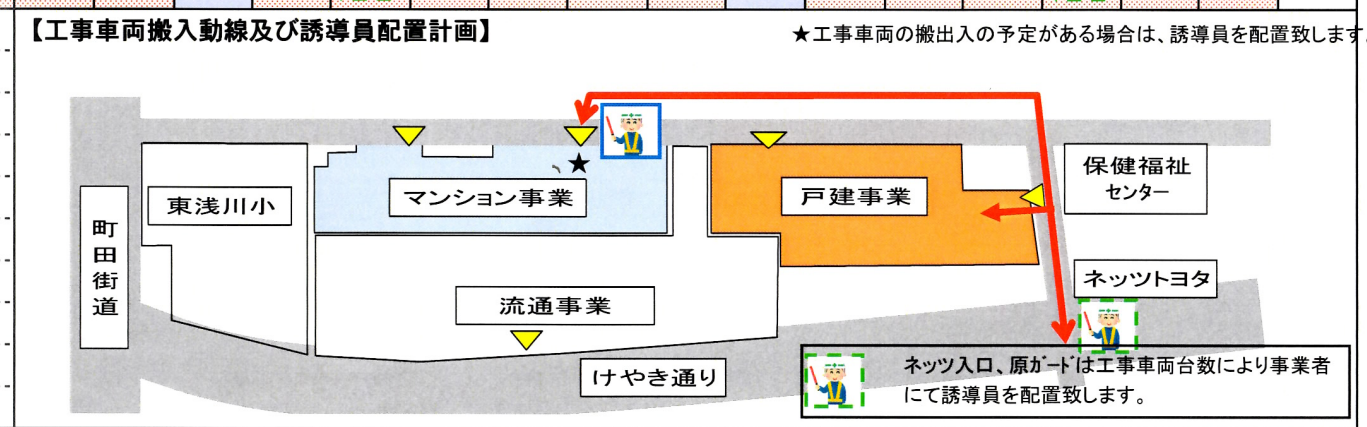 【工事車両搬入動線及び誘導員配置計画】
★工事車両の搬出入の予定がある場合は、誘導員を配置致します。
町田街道
東浅川小
マンション事業
★
戸建事業
保健福祉
センター
流通事業
ネッツトヨタ
けやき通り
ネッツ入口、原ガードは工事車両台数により事業者
にて誘導員を配置致します。